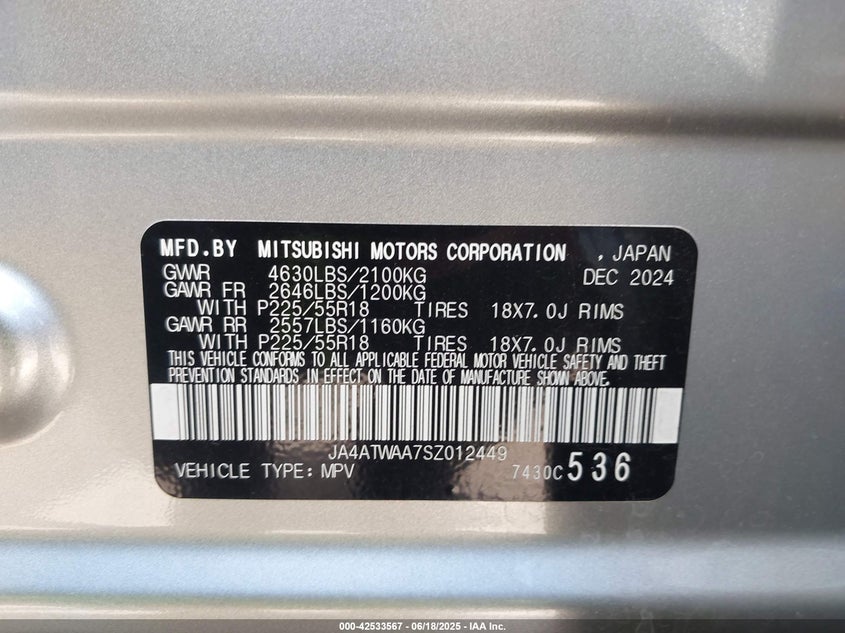 MFD.BY MITSUBISHI MOTORS CORPORATION , JAPAN
GVWR 4630LBS/2100KG DEC 2024
GAWR FR 2646LBS/1200KG
WITH P225/55R18 TIRES 18X7.0J RIMS
GAWR RR 2557LBS/1160KG
WITH P225/55R18 TIRES 18X7.0J RIMS
THIS VEHICLE CONFORMS TO ALL APPLICABLE FEDERAL MOTOR VEHICLE SAFETY AND THEFT
PREVENTION STANDARDS IN EFFECT ON THE DATE OF MANUFACTURE SHOWN ABOVE.
JA4ATWAA7SZ012449
VEHICLE TYPE: MPV 7430C 536
000-42533567 - 06/18/2025 - IAA Inc.